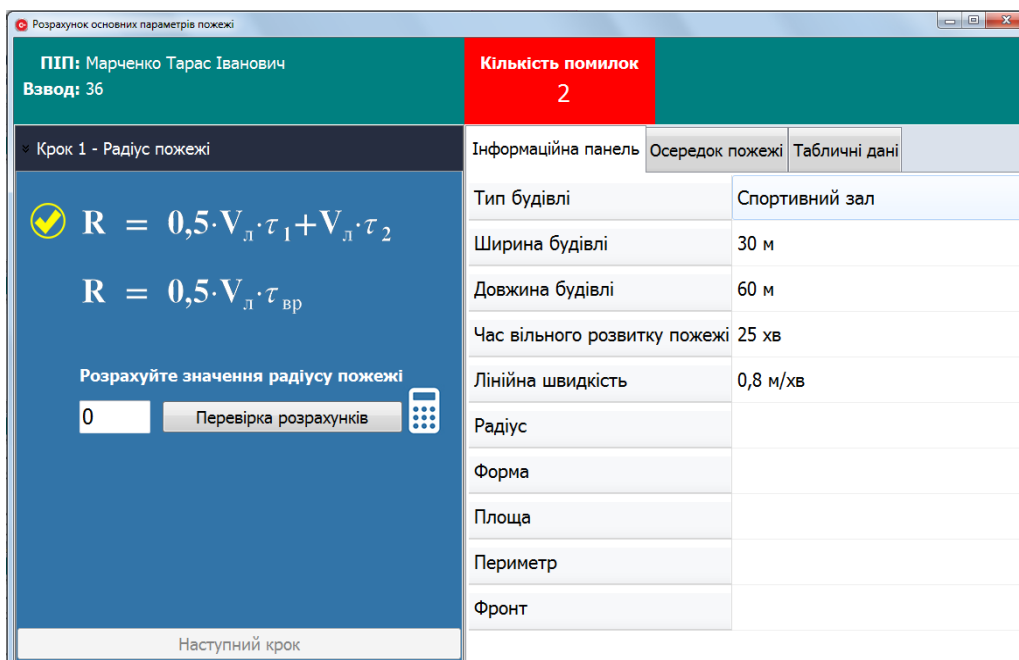 Розрахунок основних параметрів пожежі
ПІП: Марченко Тарас Іванович
Взвод: 36
Кількість помилок
2
Крок 1 - Радіус пожежі
R = 0,5·Vл·τ1+Vл·τ2
R = 0,5·Vл·τвр
Розрахуйте значення радіусу пожежі
0 Перевірка розрахунків
Наступний крок
Інформаційна панель Осередок пожежі Табличні дані
Тип будівлі Спортивний зал
Ширина будівлі 30 м
Довжина будівлі 60 м
Час вільного розвитку пожежі 25 хв
Лінійна швидкість 0,8 м/хв
Радіус
Форма
Площа
Периметр
Фронт